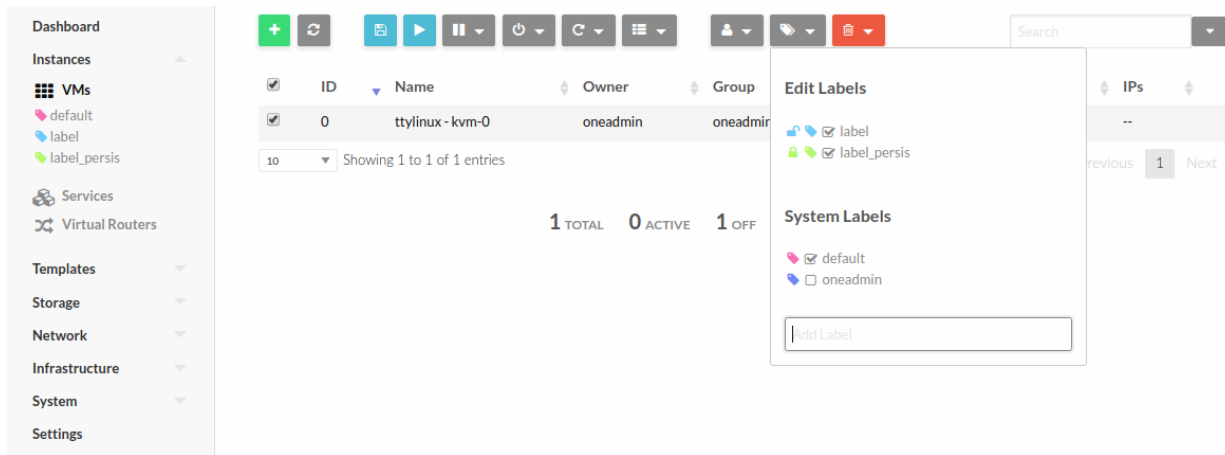 Dashboard
Instances
VMs
default
label
label_persis
Services
Virtual Routers
Templates
Storage
Network
Infrastructure
System
Settings
Search
ID Name Owner Group IPs
0 ttylinux - kvm-0 oneadmin oneadmin --
10 Showing 1 to 1 of 1 entries
Previous 1 Next
1 TOTAL 0 ACTIVE 1 OFF
Edit Labels
label
label_persis
System Labels
default
oneadmin
Add Label